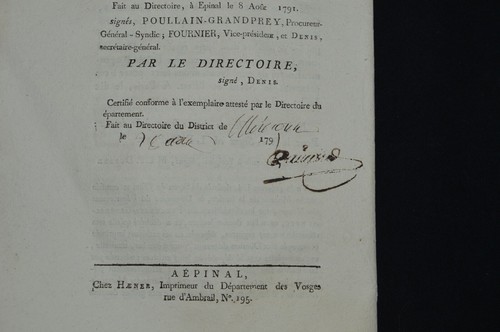 Fait au Directoire, à Epinal le 8 Août 1791.
signés, POULLAIN-GRANDPREY, Procureur-
Général-Syndic; FOURNIER, Vice-président, et DENIS,
secrétaire-général.
PAR LE DIRECTOIRE,
signé, DENIS.
Certifié conforme à l'exemplaire attesté par le Directoire du
épartement.
Fait au Directoire du District de
le 179
A ÉPINAL,
Chez HÆNER, Imprimeur du Département des Vosges
rue d'Ambrail, N°. 195.